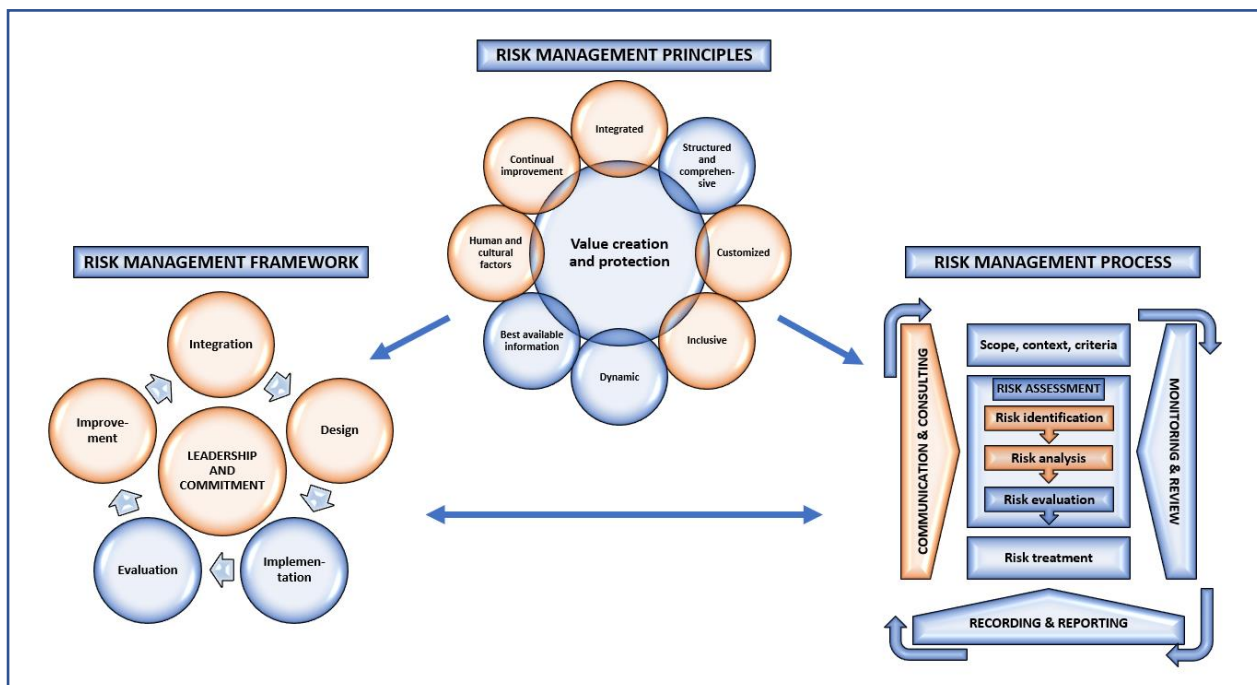 RISK MANAGEMENT PRINCIPLES
Integrated
Structured
and
comprehen-
sive
Customized
Inclusive
Dynamic
Best available
information
Human and
cultural
factors
Continual
improvement
Value creation
and protection
RISK MANAGEMENT FRAMEWORK
Integration
Design
Implemen-
tation
Evaluation
Improve-
ment
LEADERSHIP
AND
COMMITMENT
RISK MANAGEMENT PROCESS
COMMUNICATION & CONSULTING
Scope, context, criteria
RISK ASSESSMENT
Risk identification
Risk analysis
Risk evaluation
Risk treatment
MONITORING & REVIEW
RECORDING & REPORTING